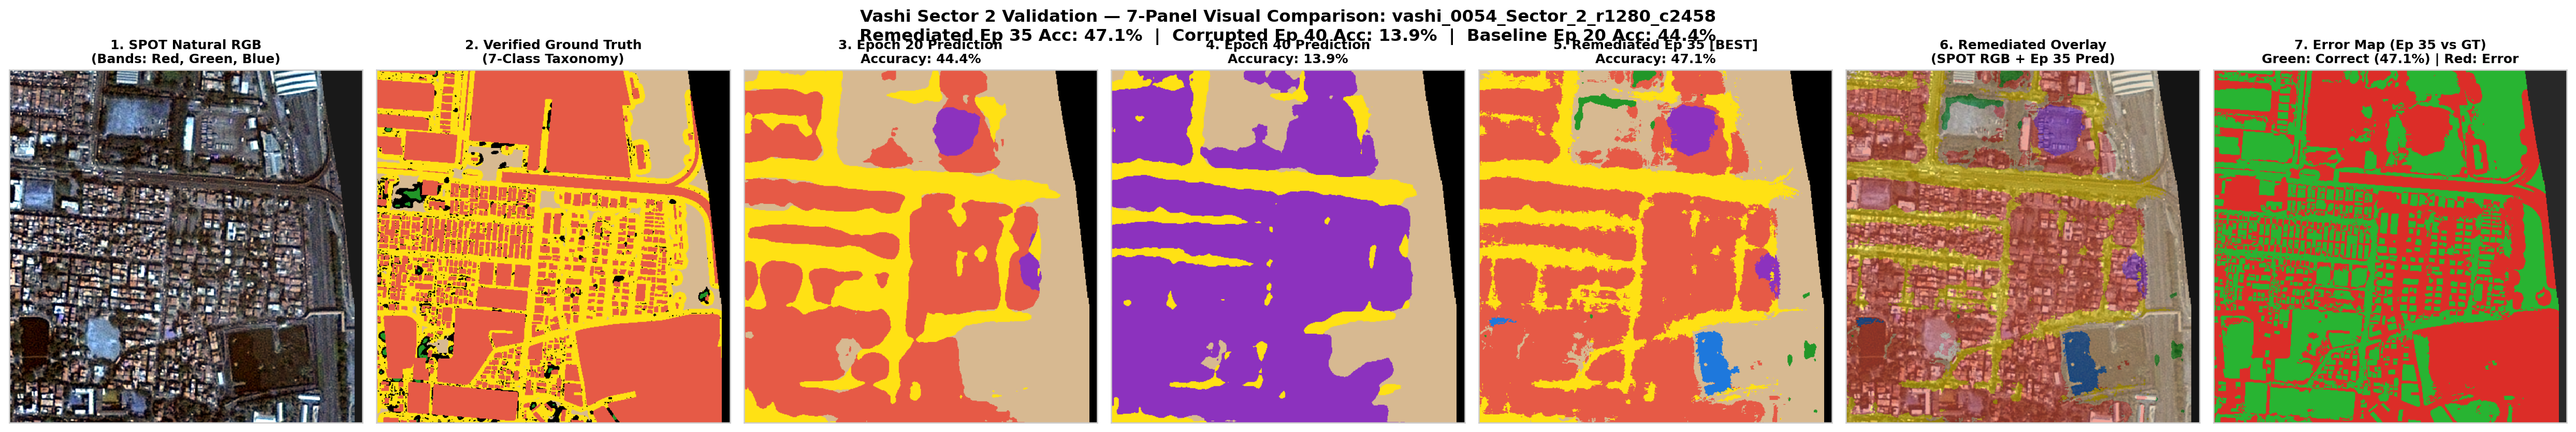 Vashi Sector 2 Validation — 7-Panel Visual Comparison: vashi_0054_Sector_2_r1280_c2458
Remediated Ep 35 Acc: 47.1% | Corrupted Ep 40 Acc: 13.9% | Baseline Ep 20 Acc: 44.4%
1. SPOT Natural RGB
(Bands: Red, Green, Blue)
2. Verified Ground Truth
(7-Class Taxonomy)
3. Epoch 20 Prediction
Accuracy: 44.4%
4. Epoch 40 Prediction
Accuracy: 13.9%
5. Remediated Ep 35 [BEST]
Accuracy: 47.1%
6. Remediated Overlay
(SPOT RGB + Ep 35 Pred)
7. Error Map (Ep 35 vs GT)
Green: Correct (47.1%) | Red: Error